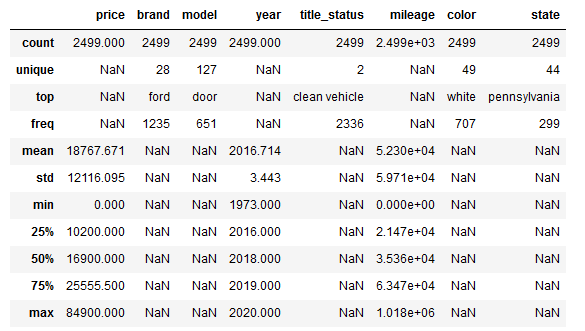 price brand model year title_status mileage color state
count 2499.000 2499 2499 2499.000 2499 2.499e+03 2499 2499
unique NaN 28 127 NaN 2 NaN 49 44
top NaN ford door NaN clean vehicle NaN white pennsylvania
freq NaN 1235 651 NaN 2336 NaN 707 299
mean 18767.671 NaN NaN 2016.714 NaN 5.230e+04 NaN NaN
std 12116.095 NaN NaN 3.443 NaN 5.971e+04 NaN NaN
min 0.000 NaN NaN 1973.000 NaN 0.000e+00 NaN NaN
25% 10200.000 NaN NaN 2016.000 NaN 2.147e+04 NaN NaN
50% 16900.000 NaN NaN 2018.000 NaN 3.536e+04 NaN NaN
75% 25555.500 NaN NaN 2019.000 NaN 6.347e+04 NaN NaN
max 84900.000 NaN NaN 2020.000 NaN 1.018e+06 NaN NaN